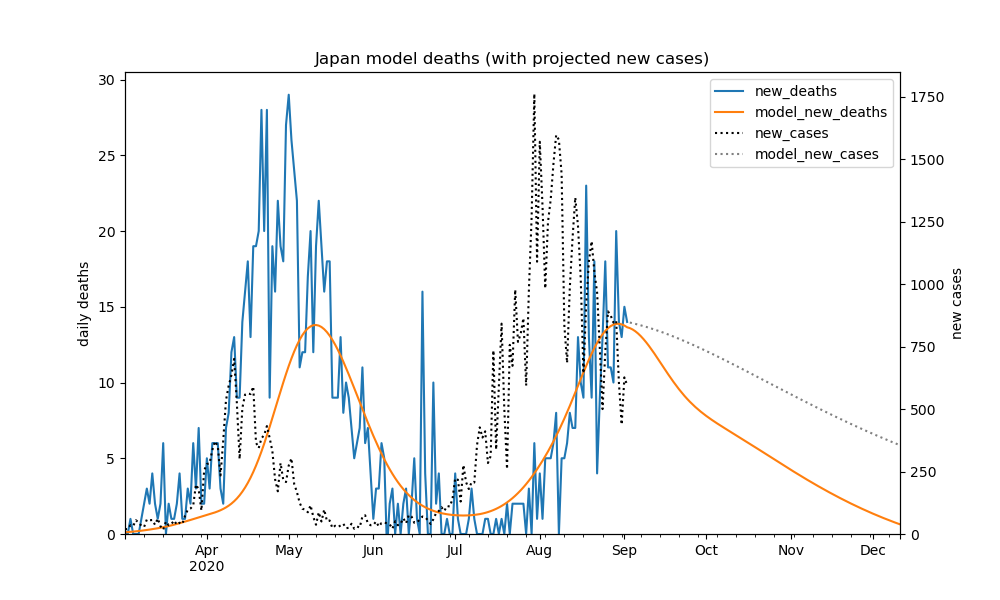 Japan model deaths (with projected new cases)
new_deaths
model_new_deaths
new_cases
model_new_cases
daily deaths
30
25
20
15
10
5
0
new cases
1750
1500
1250
1000
750
500
250
0
Apr
2020
May
Jun
Jul
Aug
Sep
Oct
Nov
Dec